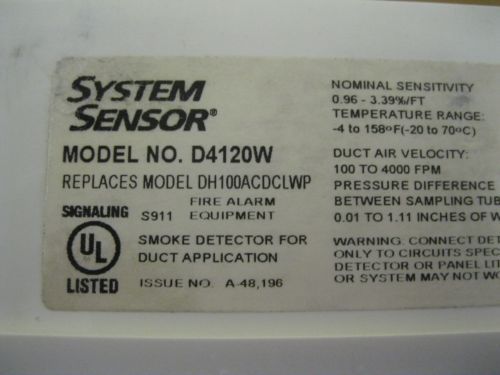 SYSTEM
SENSOR®
MODEL NO. D4120W
REPLACES MODEL DH100ACDCLWP
SIGNALING
S911
FIRE ALARM
EQUIPMENT
UL
LISTED
SMOKE DETECTOR FOR
DUCT APPLICATION
ISSUE NO. A-48,196
NOMINAL SENSITIVITY
0.96 - 3.39%/FT
TEMPERATURE RANGE:
-4 to 158°F(-20 to 70°C)
DUCT AIR VELOCITY:
100 TO 4000 FPM
PRESSURE DIFFERENCE
BETWEEN SAMPLING TUB
0.01 TO 1.11 INCHES OF W
WARNING: CONNECT DET
ONLY TO CIRCUITS SPEC
DETECTOR OR PANEL LIT
OR SYSTEM MAY NOT WO